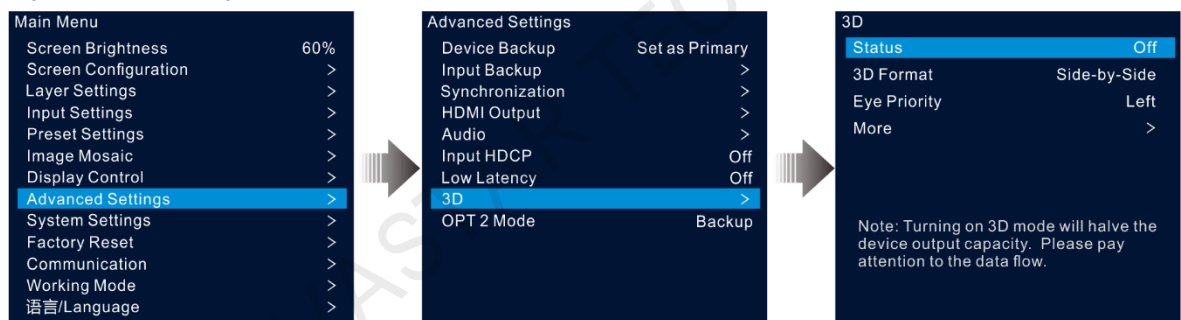 Main Menu
Screen Brightness 60%
Screen Configuration >
Layer Settings >
Input Settings >
Preset Settings >
Image Mosaic >
Display Control >
Advanced Settings >
System Settings >
Factory Reset >
Communication >
Working Mode >
语言/Language >
Advanced Settings
Device Backup Set as Primary
Input Backup >
Synchronization >
HDMI Output >
Audio >
Input HDCP Off
Low Latency Off
3D >
OPT 2 Mode Backup
3D
Status Off
3D Format Side-by-Side
Eye Priority Left
More >
Note: Turning on 3D mode will halve the
device output capacity. Please pay
attention to the data flow.